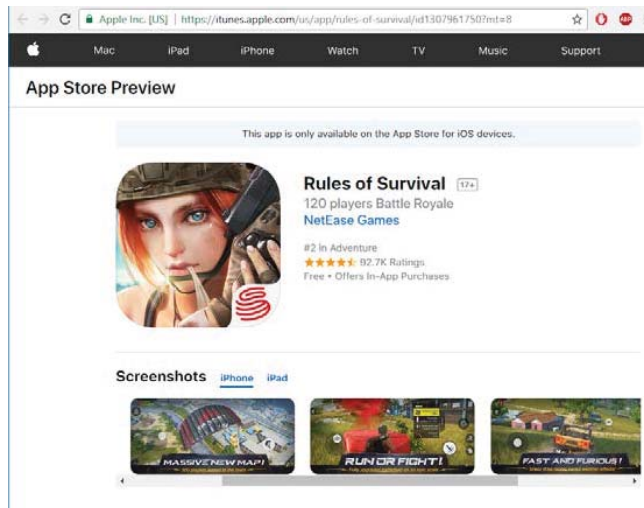 Apple Inc. [US] | https://itunes.apple.com/us/app/rules-of-survival/id1307961750?mt=8
ABP
Mac iPad iPhone Watch TV Music Support
App Store Preview
This app is only available on the App Store for iOS devices.
Rules of Survival 17+
120 players Battle Royale
NetEase Games
#2 in Adventure
92.7K Ratings
Free • Offers In-App Purchases
Screenshots iPhone iPad
MASSIVE NEW MAP!
RUN OR FIGHT!
FAST AND FURIOUS!